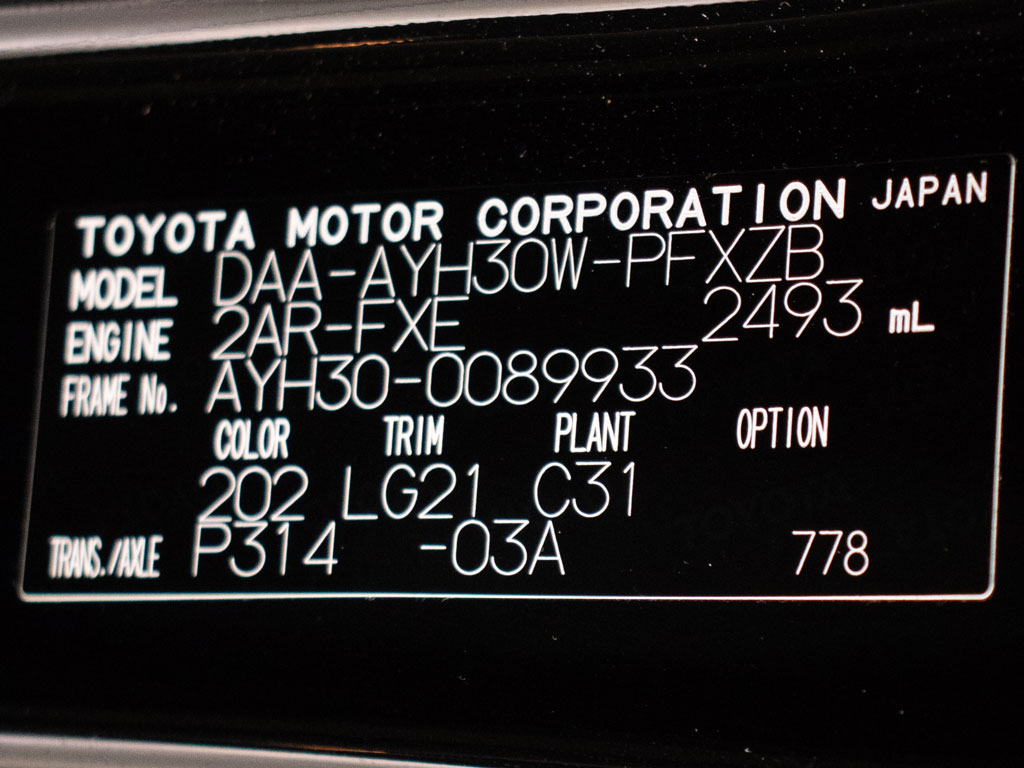 TOYOTA MOTOR CORPORATION JAPAN
MODEL DAA-AYH30W-PFXZB
ENGINE 2AR-FXE 2493 mL
FRAME No. AYH30-0089933
COLOR TRIM PLANT OPTION
202 LG21 C31
TRANS./AXLE P314 -03A 778